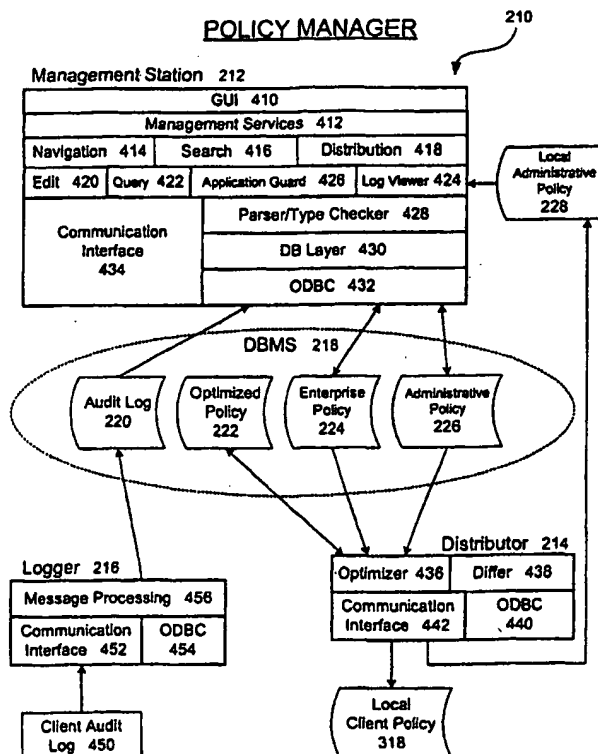 POLICY MANAGER
210
Management Station 212
GUI 410
Management Services 412
Navigation 414
Search 416
Distribution 418
Edit 420
Query 422
Application Guard 426
Log Viewer 424
Local
Administrative
Policy
228
Communication
Interface
434
Parser/Type Checker 428
DB Layer 430
ODBC 432
DBMS 218
Audit Log
220
Optimized
Policy
222
Enterprise
Policy
224
Administrative
Policy
226
Distributor 214
Optimizer 436
Differ 438
Communication
Interface 442
ODBC
440
Logger 216
Message Processing 456
Communication
Interface 452
ODBC
454
Client Audit
Log 450
Local
Client Policy
318